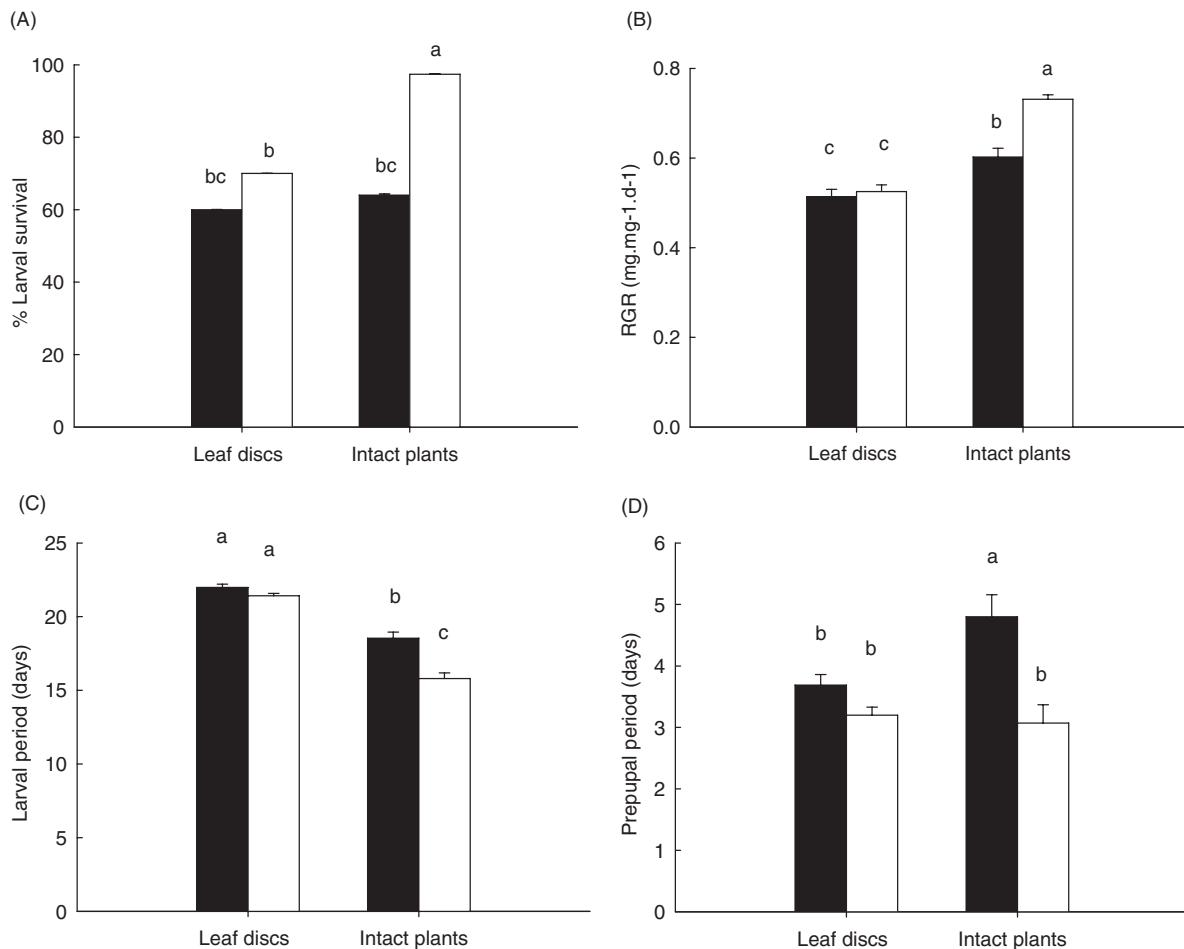 (A)
100
80
60
40
20
0
% Larval survival
bc
b
bc
a
Leaf discs
Intact plants
(B)
0.8
0.6
0.4
0.2
0.0
RGR (mg.mg-1.d-1)
c
c
b
a
Leaf discs
Intact plants
(C)
25
20
15
10
5
0
Larval period (days)
a
a
b
c
Leaf discs
Intact plants
(D)
6
5
4
3
2
1
0
Prepupal period (days)
b
b
a
b
Leaf discs
Intact plants